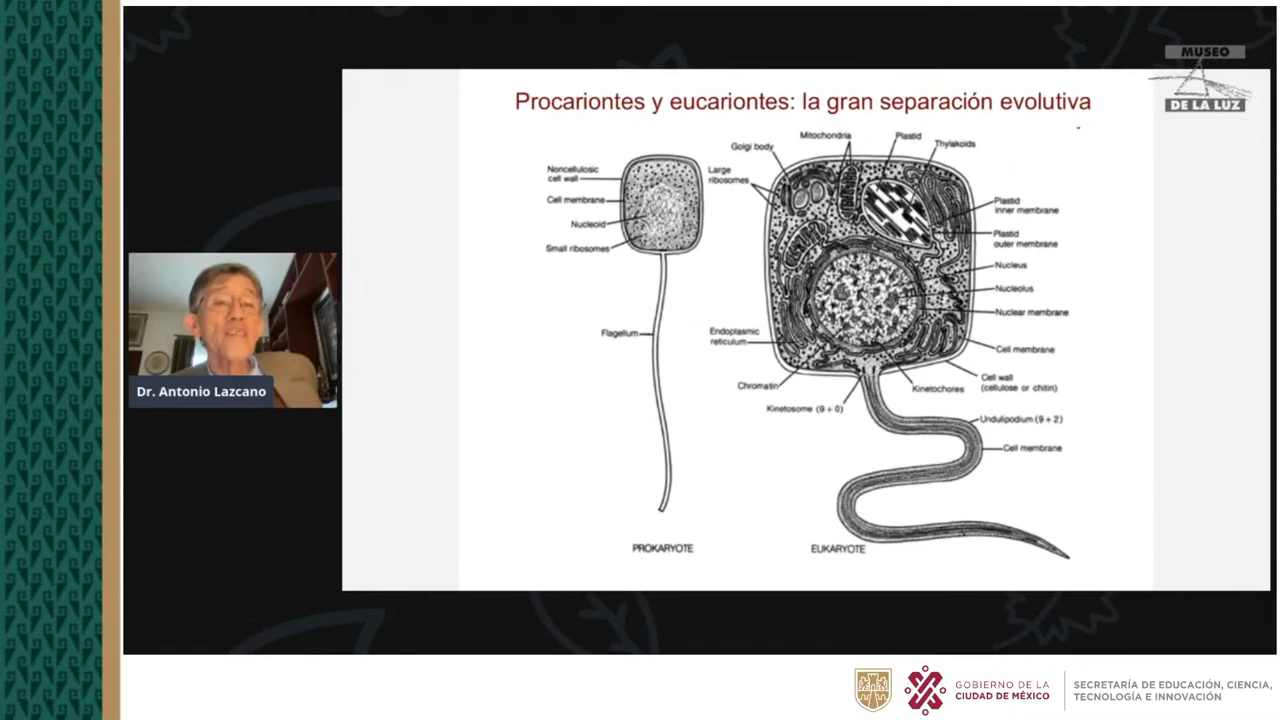 MUSEO
DE LA LUZ
Procariontes y eucariontes: la gran separación evolutiva
Noncellulosic
cell wall
Cell membrane
Nucleoid
Small ribosomes
Flagellum
PROKARYOTE
Mitochondria
Plastid
Golgi body
Thylakoids
Large
ribosomes
Plastid
inner membrane
Plastid
outer membrane
Nucleus
Nucleolus
Nuclear membrane
Endoplasmic
reticulum
Cell membrane
Chromatin
Kinetochores
Cell wall
(cellulose or chitin)
Kinetosome (9 + 0)
Undulipodium (9 + 2)
Cell membrane
EUKARYOTE
Dr. Antonio Lazcano
GOBIERNO DE LA
CIUDAD DE MÉXICO
SECRETARÍA DE EDUCACIÓN, CIENCIA,
TECNOLOGÍA E INNOVACIÓN